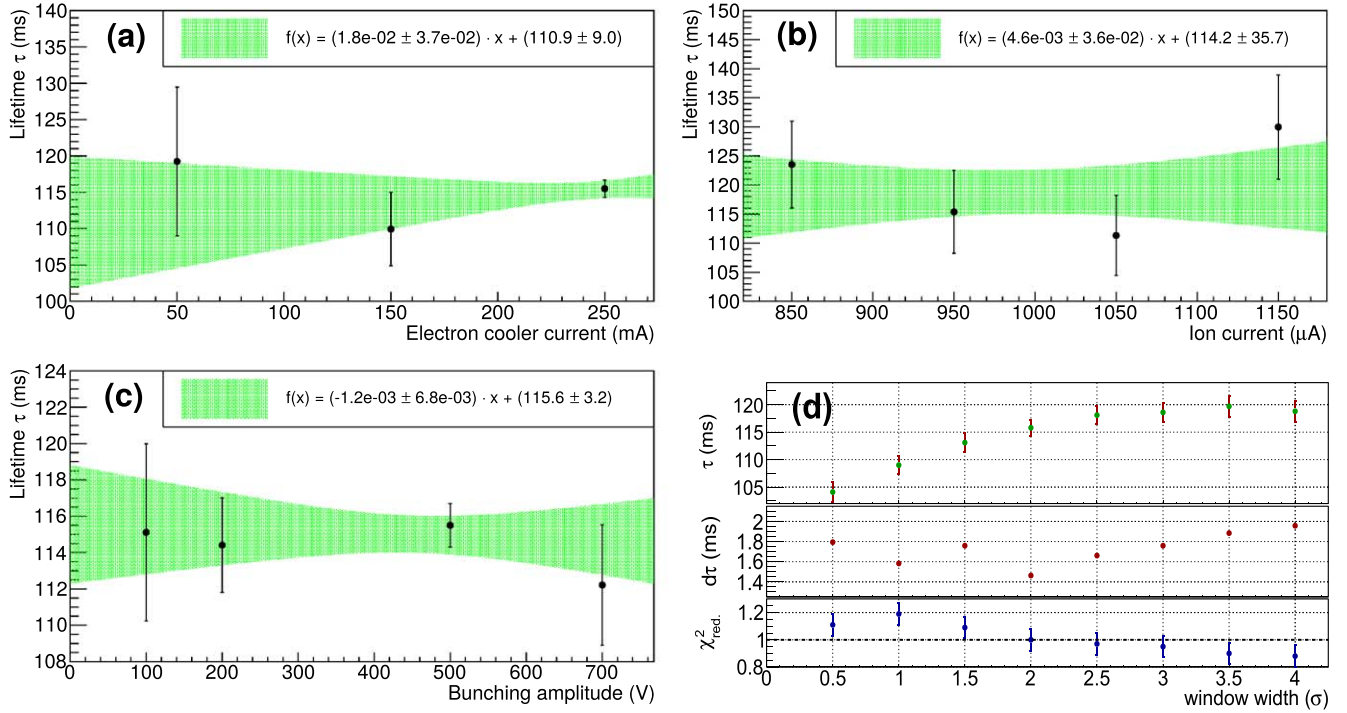 (a)
f(x) = (1.8e-02 ± 3.7e-02) · x + (110.9 ± 9.0)
Lifetime τ (ms)
140
135
130
125
120
115
110
105
100
0 50 100 150 200 250
Electron cooler current (mA)
(b)
f(x) = (4.6e-03 ± 3.6e-02) · x + (114.2 ± 35.7)
Lifetime τ (ms)
150
145
140
135
130
125
120
115
110
105
100
850 900 950 1000 1050 1100 1150
Ion current (μA)
(c)
f(x) = (-1.2e-03 ± 6.8e-03) · x + (115.6 ± 3.2)
Lifetime τ (ms)
124
122
120
118
116
114
112
110
108
0 100 200 300 400 500 600 700
Bunching amplitude (V)
(d)
τ (ms)
120
115
110
105
dτ (ms)
2
1.8
1.6
1.4
χ²red.
1.2
1
0.8
0 0.5 1 1.5 2 2.5 3 3.5 4
window width (σ)